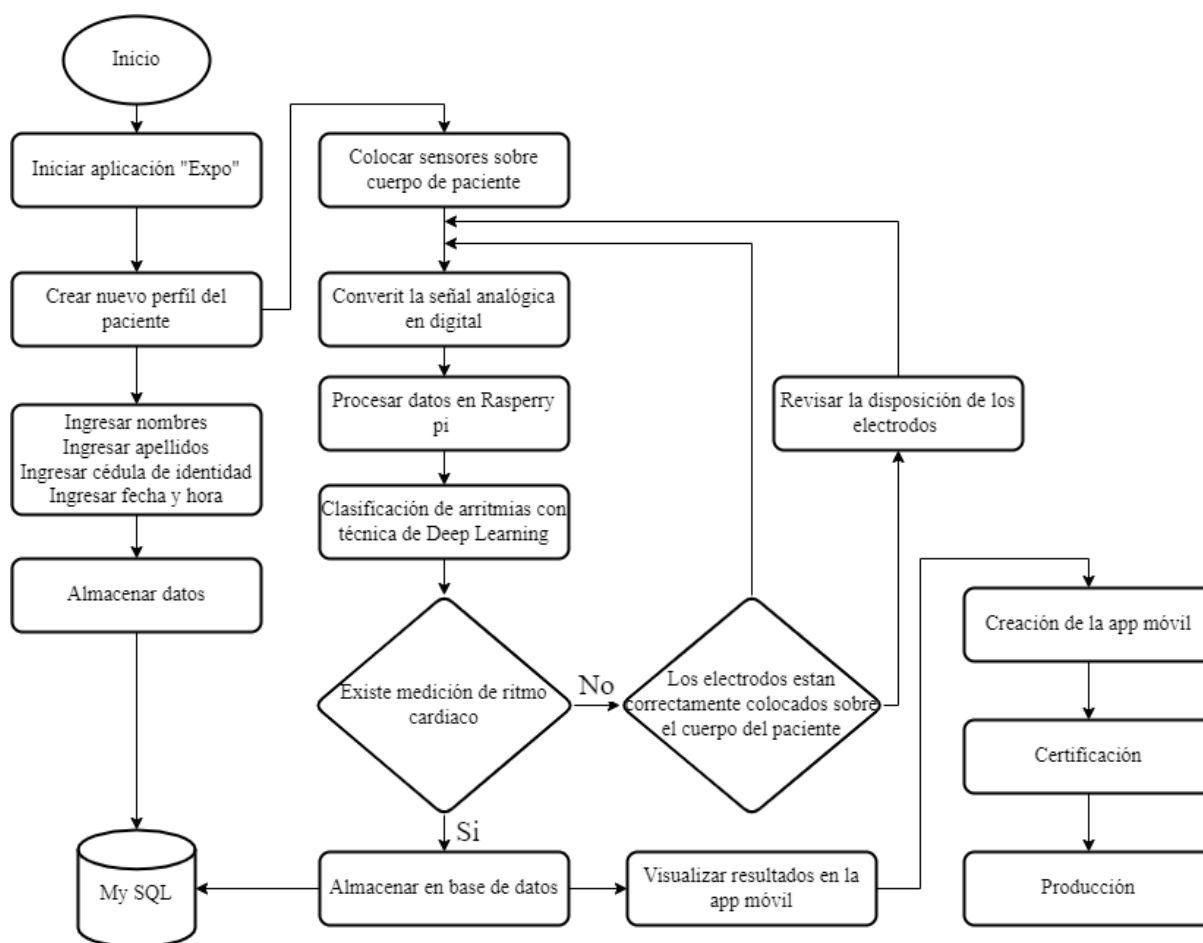 Inicio
Iniciar aplicación "Expo"
Crear nuevo perfil del
paciente
Ingresar nombres
Ingresar apellidos
Ingresar cédula de identidad
Ingresar fecha y hora
Almacenar datos
My SQL
Colocar sensores sobre
cuerpo de paciente
Converit la señal analógica
en digital
Procesar datos en Rasperry
pi
Clasificación de arritmias con
técnica de Deep Learning
Existe medición de ritmo
cardiaco
No
Si
Almacenar en base de datos
Los electrodos estan
correctamente colocados sobre
el cuerpo del paciente
Revisar la disposición de los
electrodos
Visualizar resultados en la
app móvil
Creación de la app móvil
Certificación
Producción